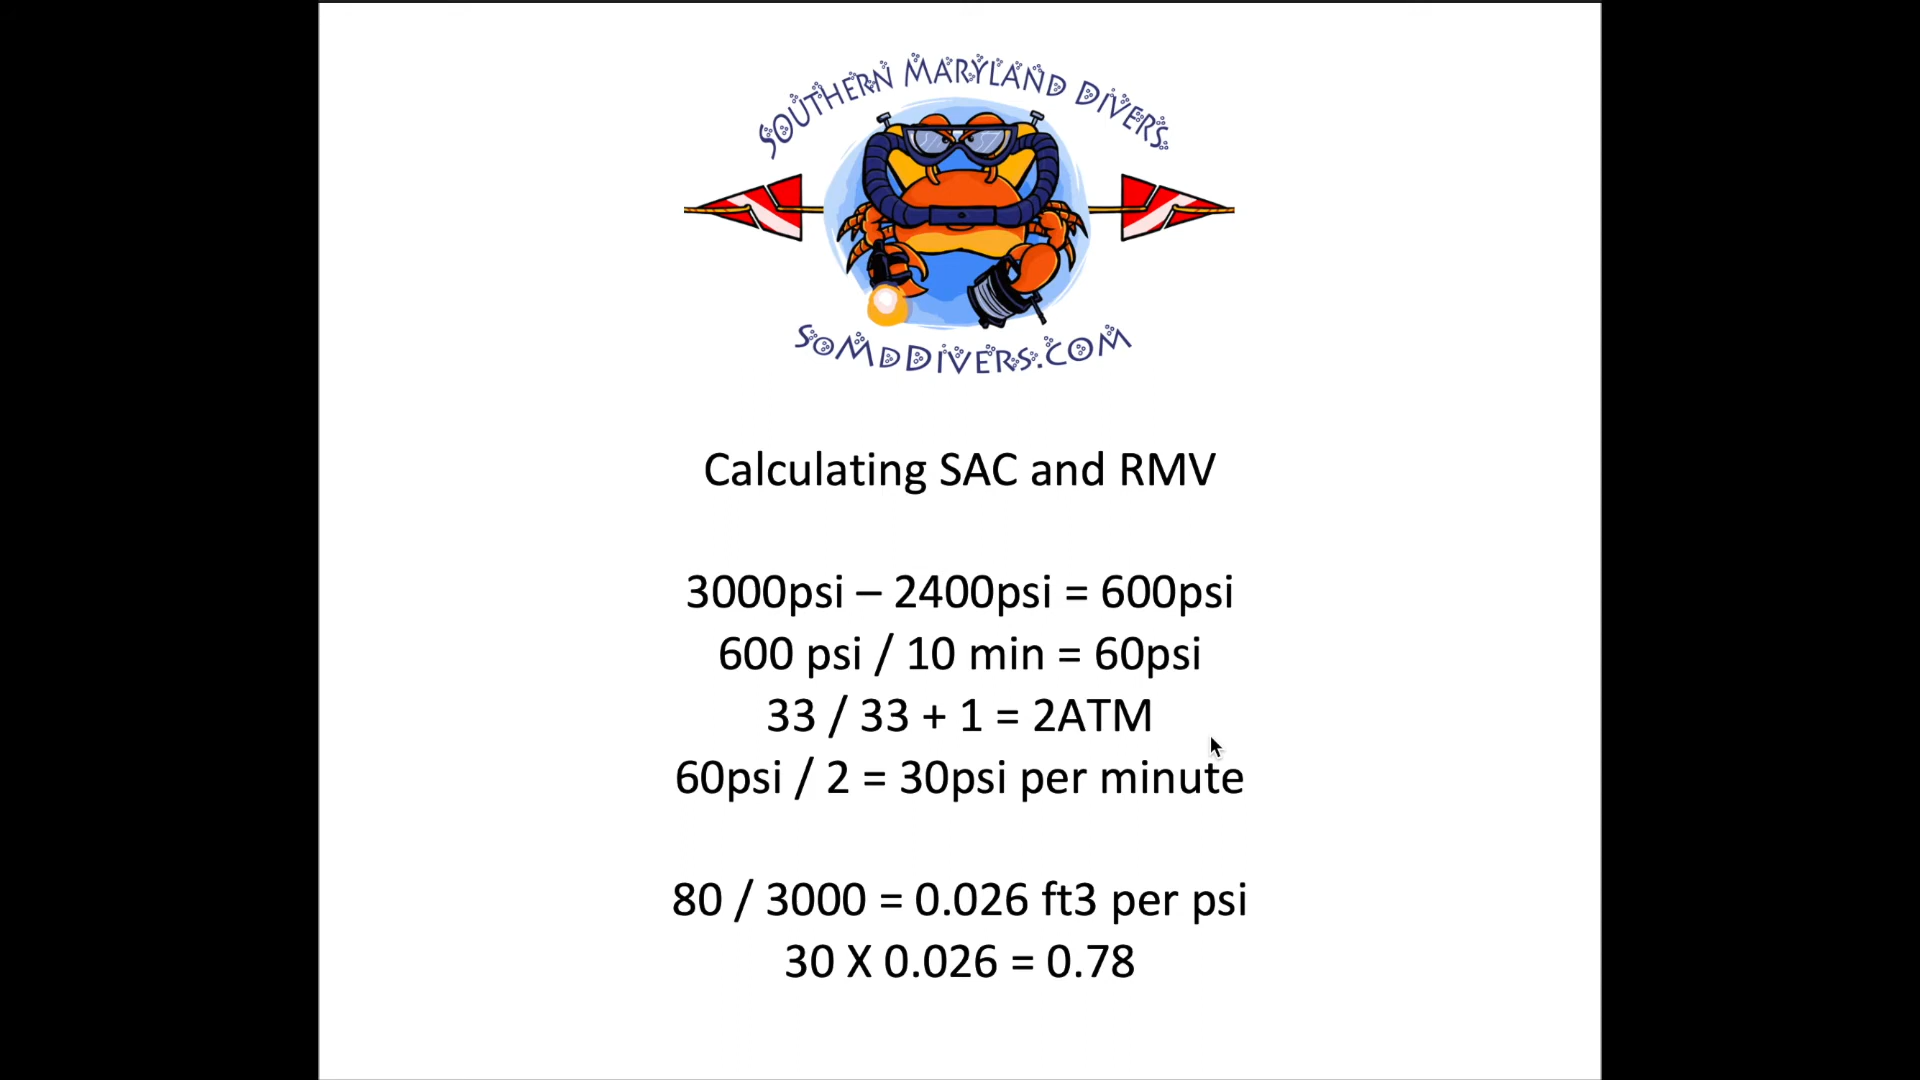 SOUTHERN MARYLAND DIVERS
SOMDDIVERS.COM
Calculating SAC and RMV
3000psi – 2400psi = 600psi
600 psi / 10 min = 60psi
33 / 33 + 1 = 2ATM
60psi / 2 = 30psi per minute
80 / 3000 = 0.026 ft3 per psi
30 X 0.026 = 0.78